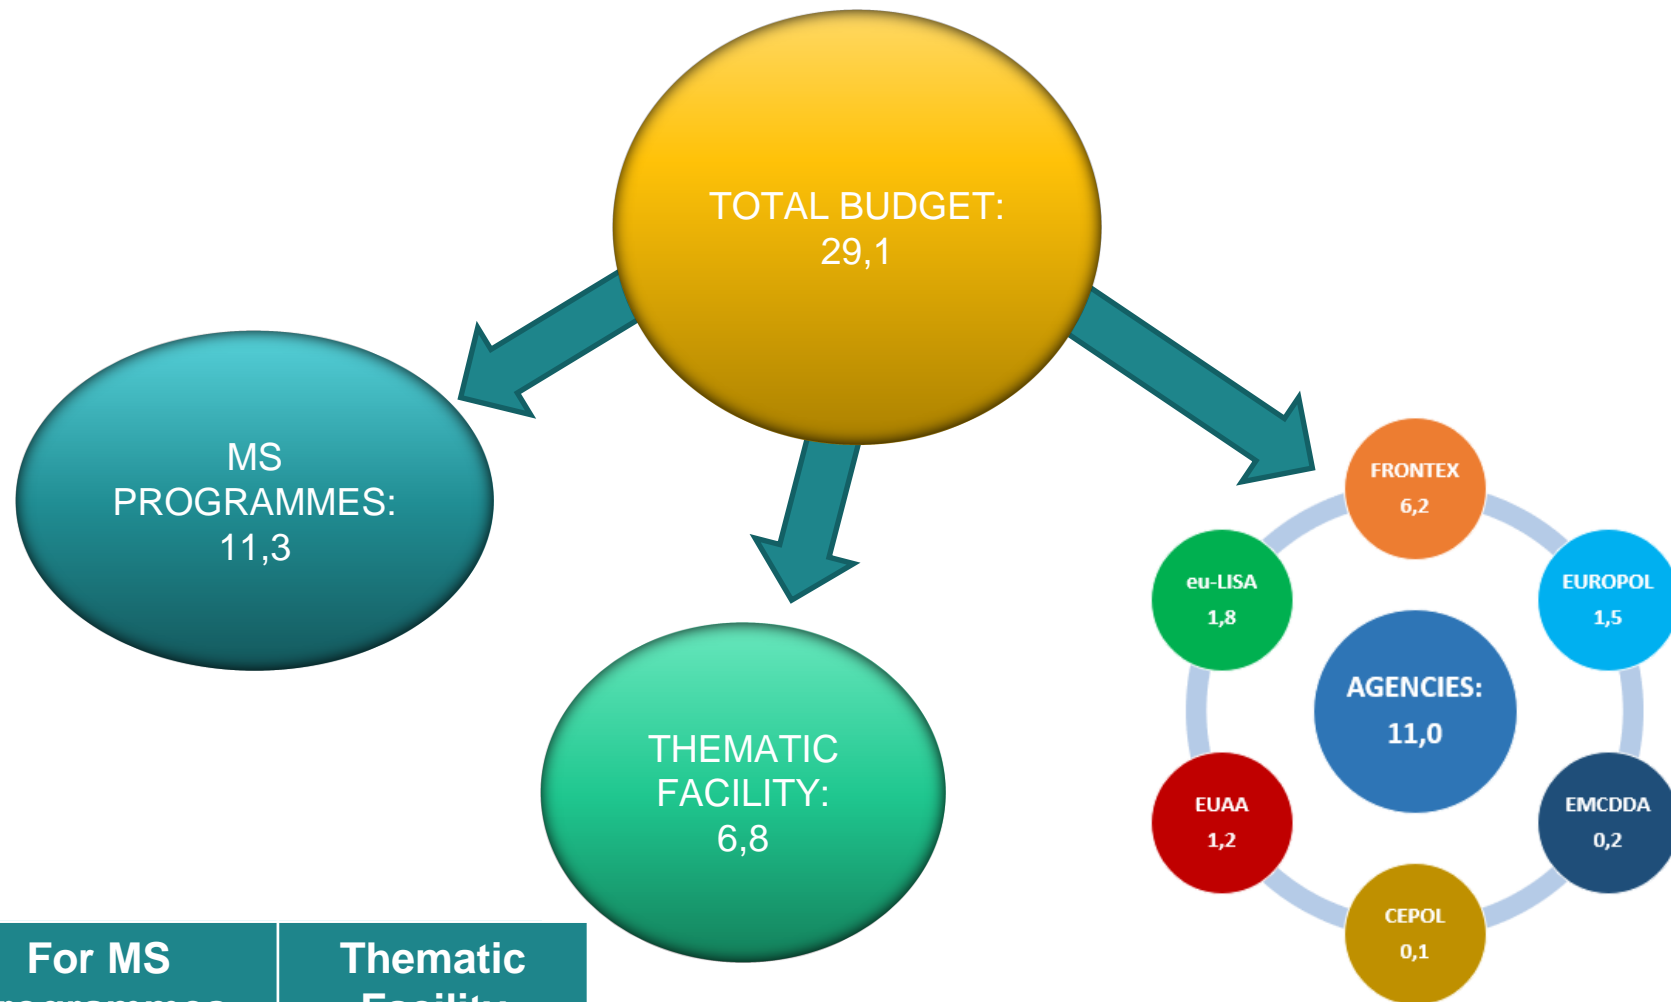 TOTAL BUDGET:
29,1
MS
PROGRAMMES:
11,3
THEMATIC
FACILITY:
6,8
FRONTEX
6,2
eu-LISA
1,8
EUROPOL
1,5
AGENCIES:
11,0
EUAA
1,2
EMCDDA
0,2
CEPOL
0,1
For MS
Thematic
Facility